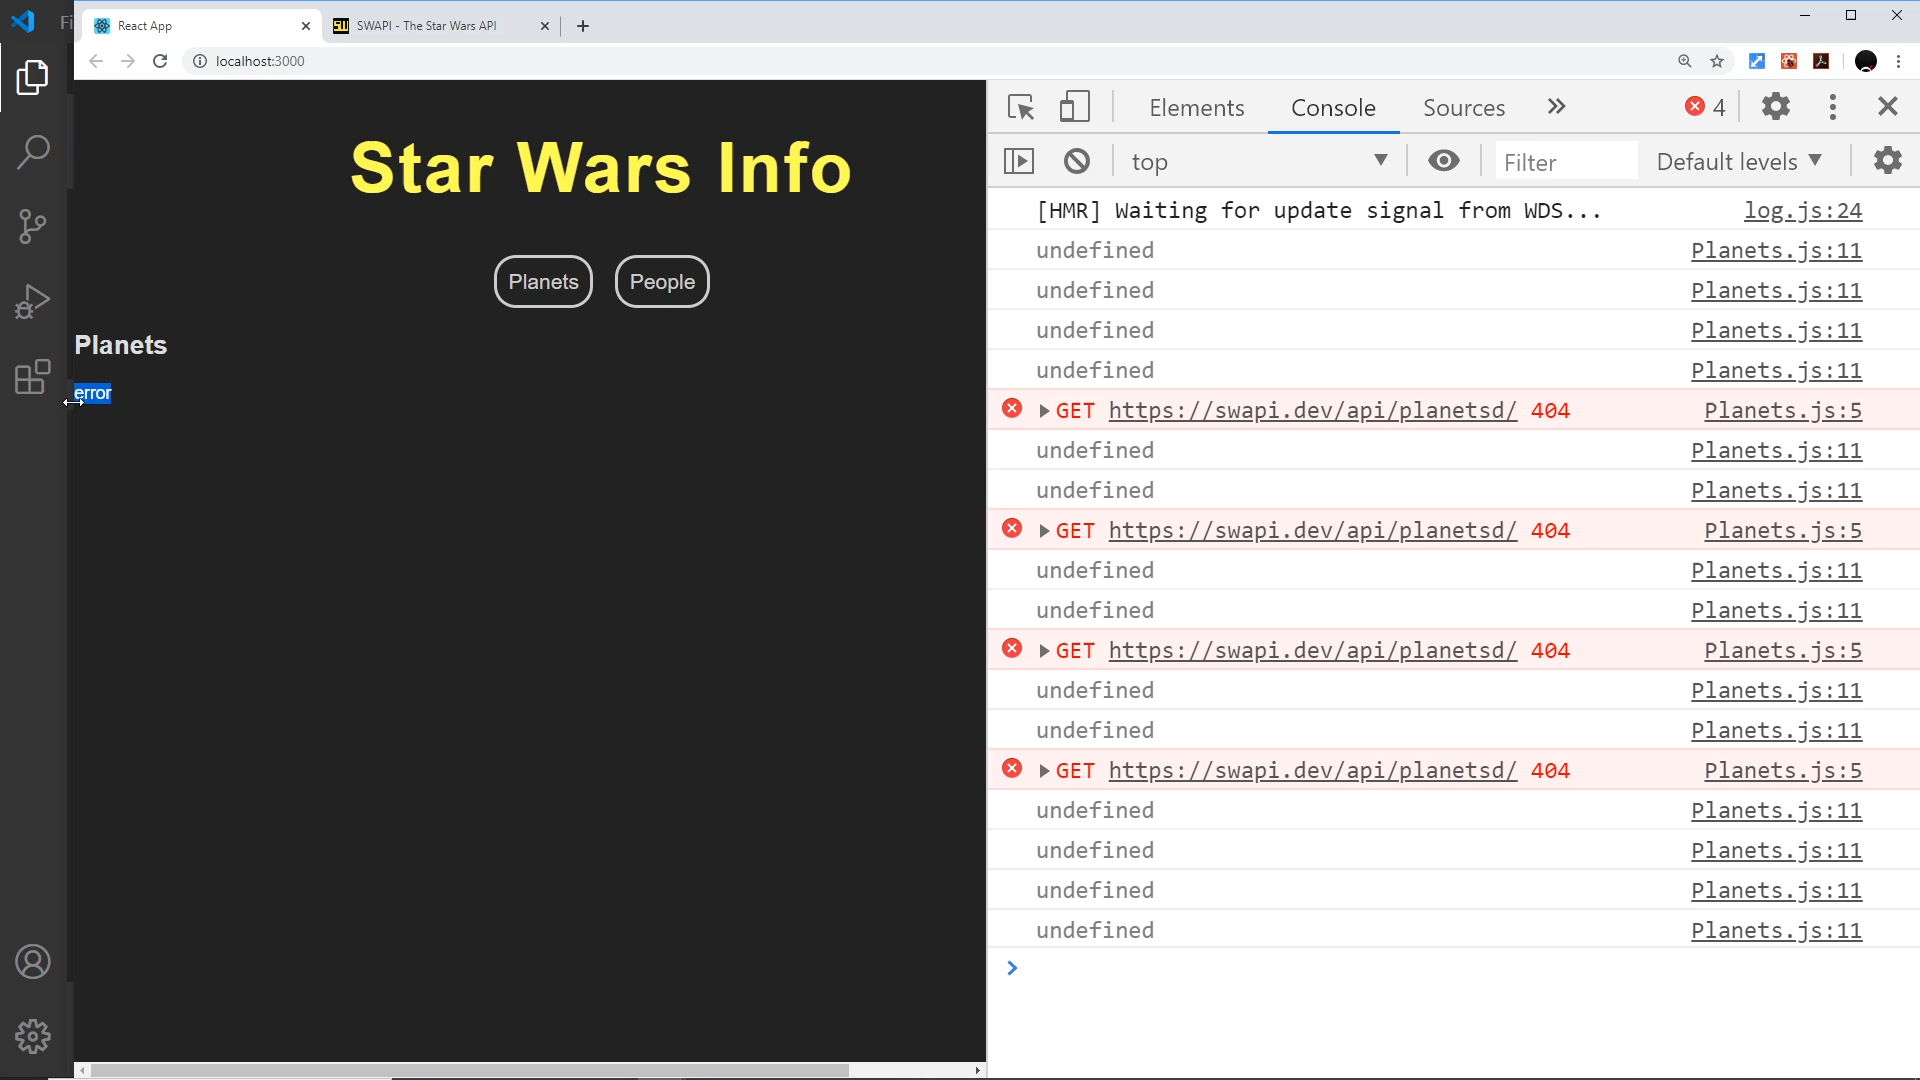 Fi
React App
SWAPI - The Star Wars API
localhost:3000
Star Wars Info
Planets
People
Planets
error
Elements
Console
Sources
4
top
Filter
Default levels
[HMR] Waiting for update signal from WDS... log.js:24
undefined Planets.js:11
undefined Planets.js:11
undefined Planets.js:11
undefined Planets.js:11
GET https://swapi.dev/api/planetsd/ 404 Planets.js:5
undefined Planets.js:11
undefined Planets.js:11
GET https://swapi.dev/api/planetsd/ 404 Planets.js:5
undefined Planets.js:11
undefined Planets.js:11
GET https://swapi.dev/api/planetsd/ 404 Planets.js:5
undefined Planets.js:11
undefined Planets.js:11
GET https://swapi.dev/api/planetsd/ 404 Planets.js:5
undefined Planets.js:11
undefined Planets.js:11
undefined Planets.js:11
undefined Planets.js:11